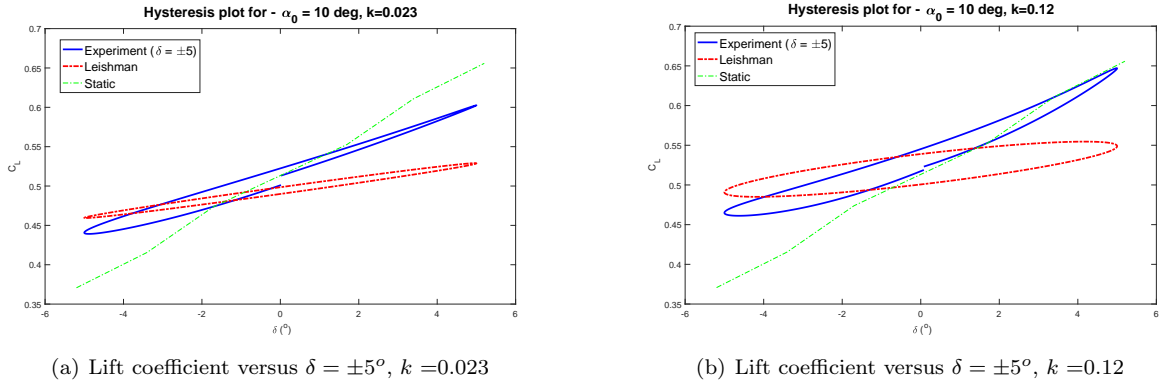 Hysteresis plot for - α₀ = 10 deg, k=0.023
Experiment (δ = ±5)
Leishman
Static
C_L
0.7
0.65
0.6
0.55
0.5
0.45
0.4
0.35
-6 -4 -2 0 2 4 6
δ (°)
(a) Lift coefficient versus δ = ±5°, k =0.023
Hysteresis plot for - α₀ = 10 deg, k=0.12
Experiment (δ = ±5)
Leishman
Static
C_L
0.7
0.65
0.6
0.55
0.5
0.45
0.4
0.35
-6 -4 -2 0 2 4 6
δ (°)
(b) Lift coefficient versus δ = ±5°, k =0.12